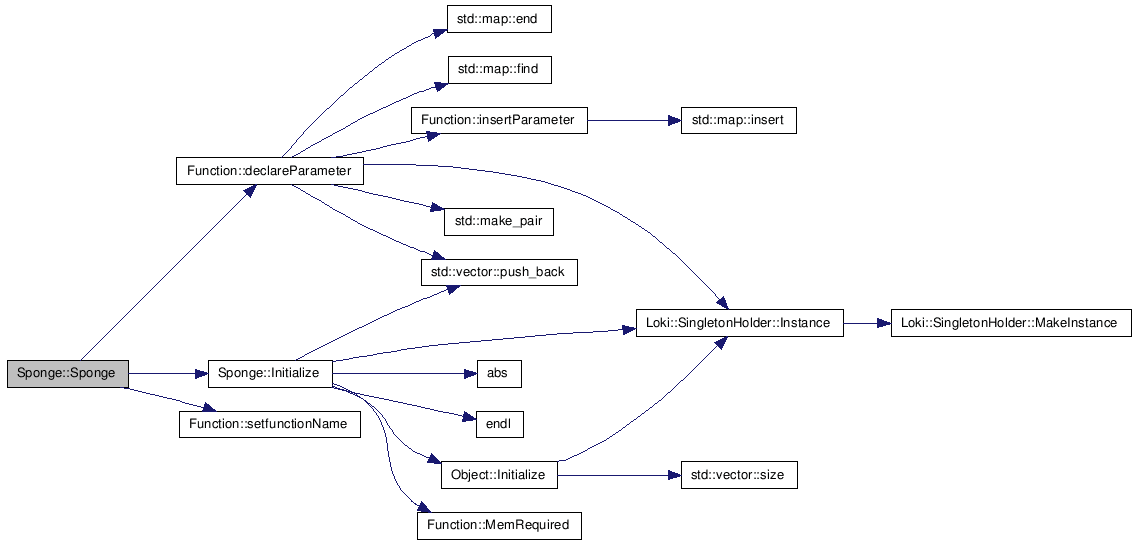 std::map::end
std::map::find
Function::insertParameter
std::map::insert
Function::declareParameter
std::make_pair
std::vector::push_back
Loki::SingletonHolder::Instance
Loki::SingletonHolder::MakeInstance
Sponge::Sponge
Sponge::Initialize
abs
Function::setfunctionName
endl
Object::Initialize
std::vector::size
Function::MemRequired